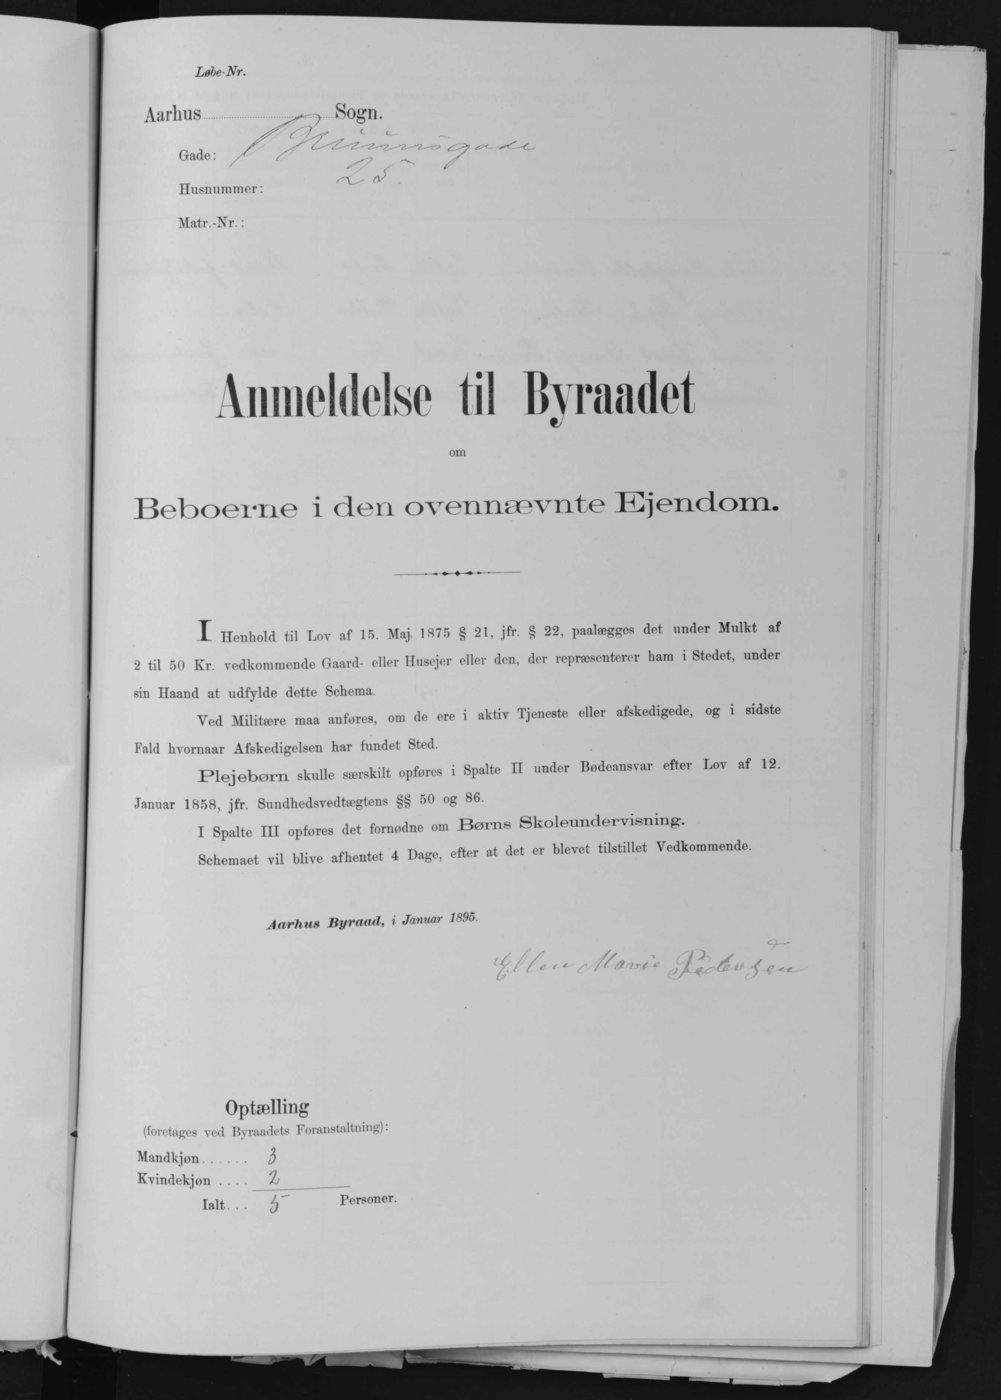 Løbe-Nr.
Aarhus Sogn.
Gade: Bruunsgade
Husnummer: 25.
Matr.-Nr.:
Anmeldelse til Byraadet
om
Beboerne i den ovennævnte Ejendom.
I Henhold til Lov af 15. Maj 1875 § 21, jfr. § 22, paalægges det under Mulkt af
2 til 50 Kr. vedkommende Gaard- eller Husejer eller den, der repræsenterer ham i Stedet, under
sin Haand at udfylde dette Schema.
Ved Militære maa anføres, om de ere i aktiv Tjeneste eller afskedigede, og i sidste
Fald hvornaar Afskedigelsen har fundet Sted.
Plejebørn skulle særskilt opføres i Spalte II under Bødeansvar efter Lov af 12.
Januar 1858, jfr. Sundhedsvedtægtens §§ 50 og 86.
I Spalte III opføres det fornødne om Børns Skoleundervisning.
Schemaet vil blive afhentet 4 Dage, efter at det er blevet tilstillet Vedkommende.
Aarhus Byraad, i Januar 1895.
Ellen Marie Pedersen
Optælling
(foretages ved Byraadets Foranstaltning):
Mandkjøn...... 3
Kvindekjøn .... 2
Ialt... 5 Personer.